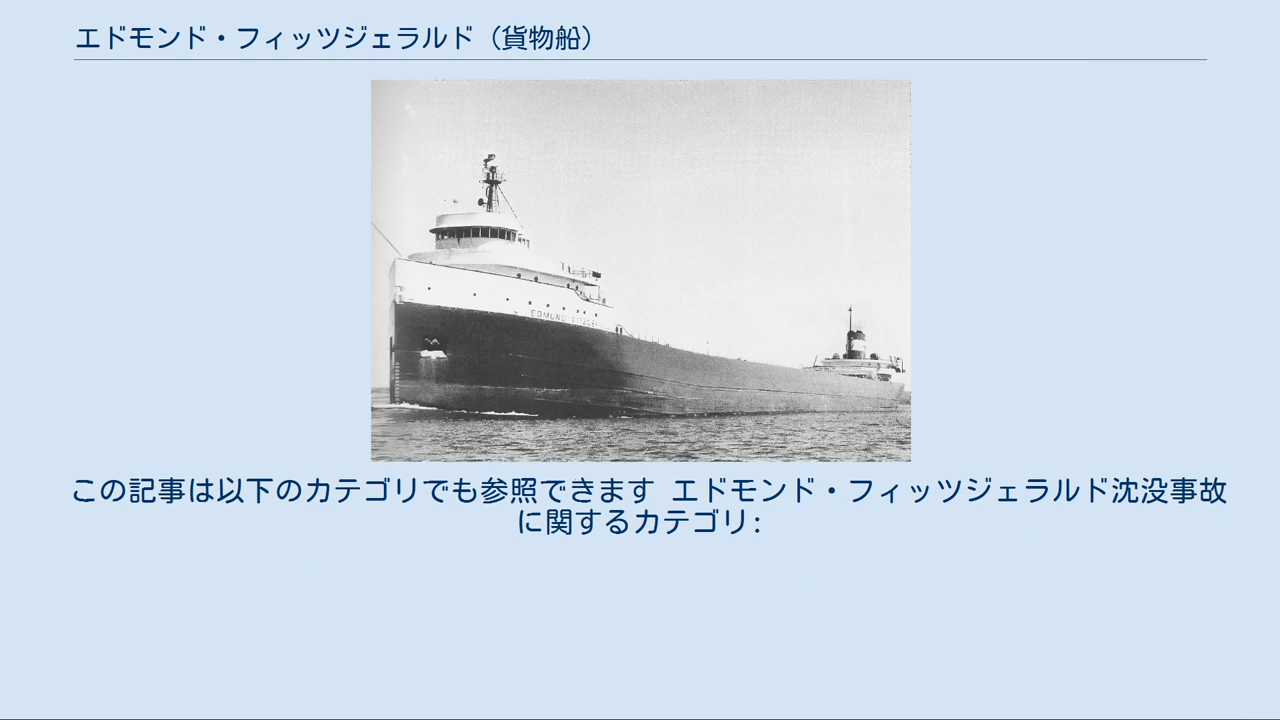 エドモンド・フィッツジェラルド（貨物船）
EDMUND
この記事は以下のカテゴリでも参照できます エドモンド・フィッツジェラルド沈没事故
に関するカテゴリ: